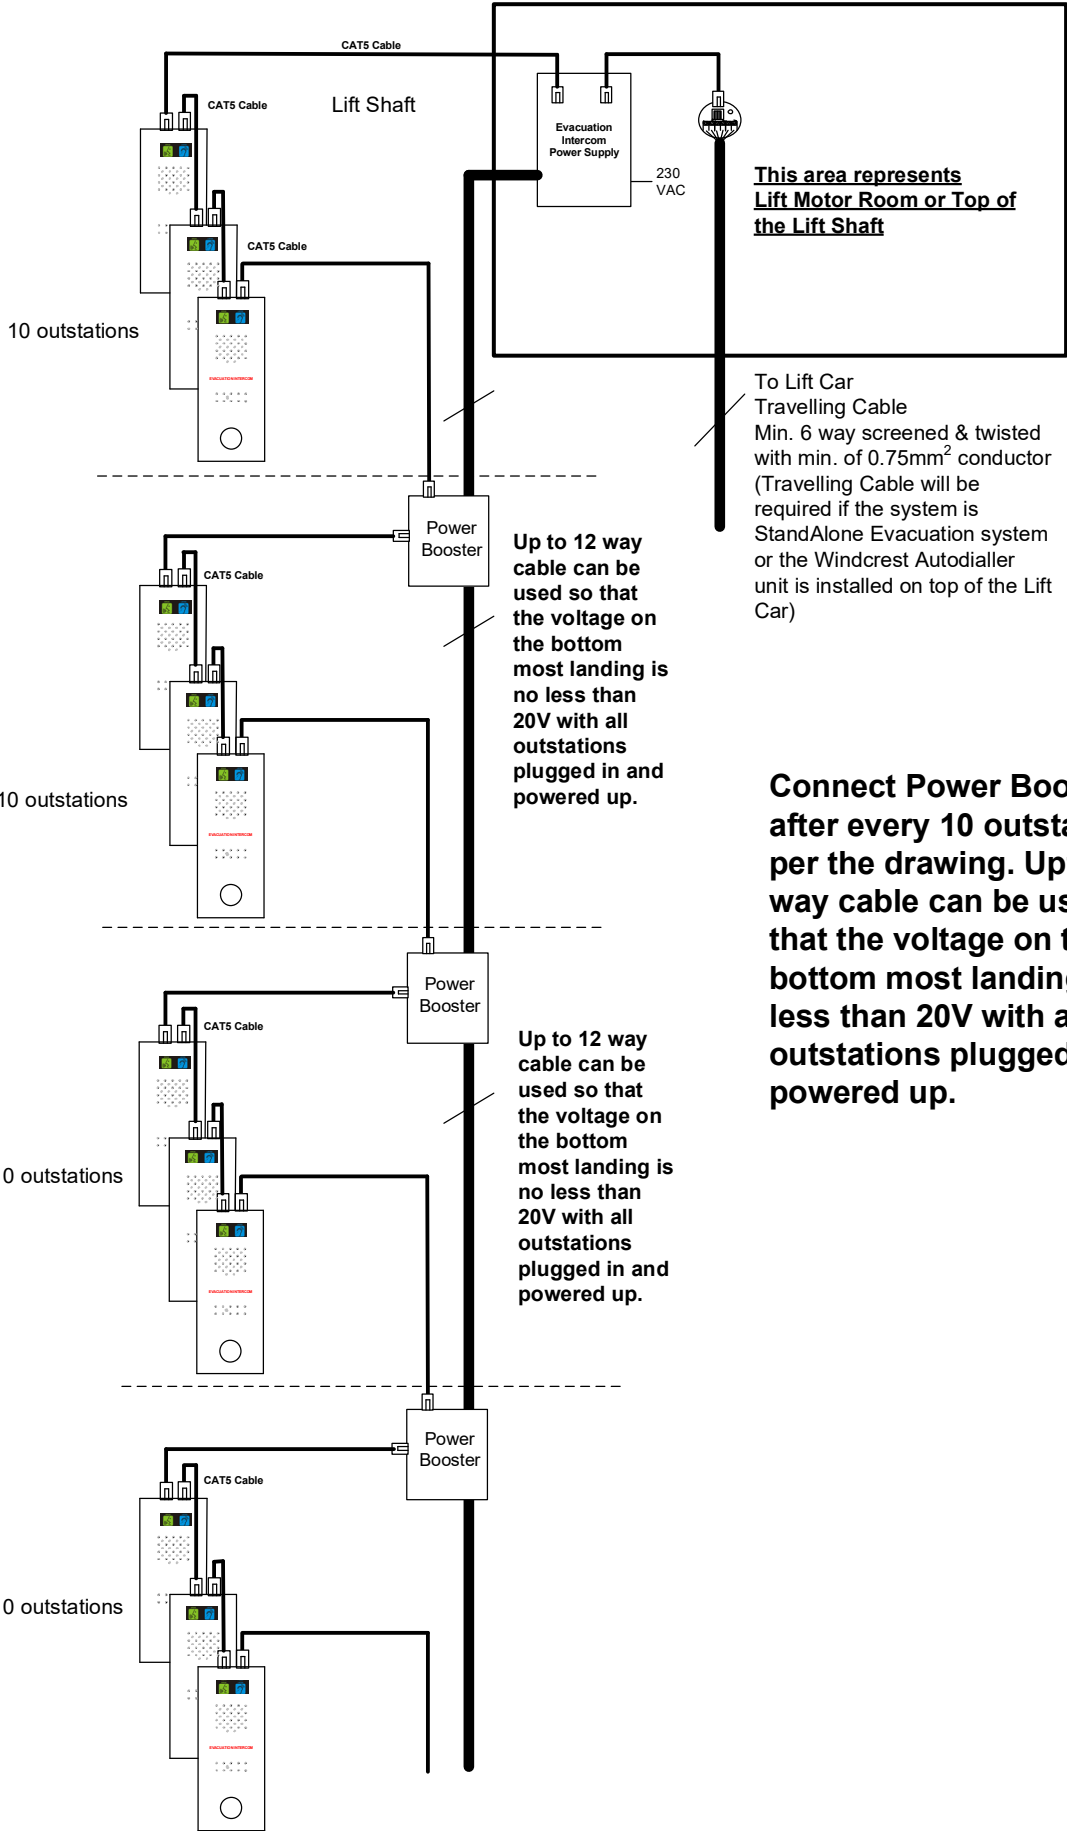 CAT5 Cable
CAT5 Cable
Lift Shaft
Evacuation
Intercom
Power Supply
230
VAC
This area represents
Lift Motor Room or Top of
the Lift Shaft
CAT5 Cable
10 outstations
EVACUATION INTERCOM
To Lift Car
Travelling Cable
Min. 6 way screened & twisted
with min. of 0.75mm² conductor
(Travelling Cable will be
required if the system is
StandAlone Evacuation system
or the Windcrest Autodialler
unit is installed on top of the Lift
Car)
Power
Booster
CAT5 Cable
Up to 12 way
cable can be
used so that
the voltage on
the bottom
most landing is
no less than
20V with all
outstations
plugged in and
powered up.
10 outstations
EVACUATION INTERCOM
Connect Power Boo
after every 10 outsta
per the drawing. Up
way cable can be us
that the voltage on t
bottom most landing
less than 20V with a
outstations plugged
powered up.
Power
Booster
CAT5 Cable
Up to 12 way
cable can be
used so that
the voltage on
the bottom
most landing is
no less than
20V with all
outstations
plugged in and
powered up.
0 outstations
EVACUATION INTERCOM
Power
Booster
CAT5 Cable
0 outstations
EVACUATION INTERCOM